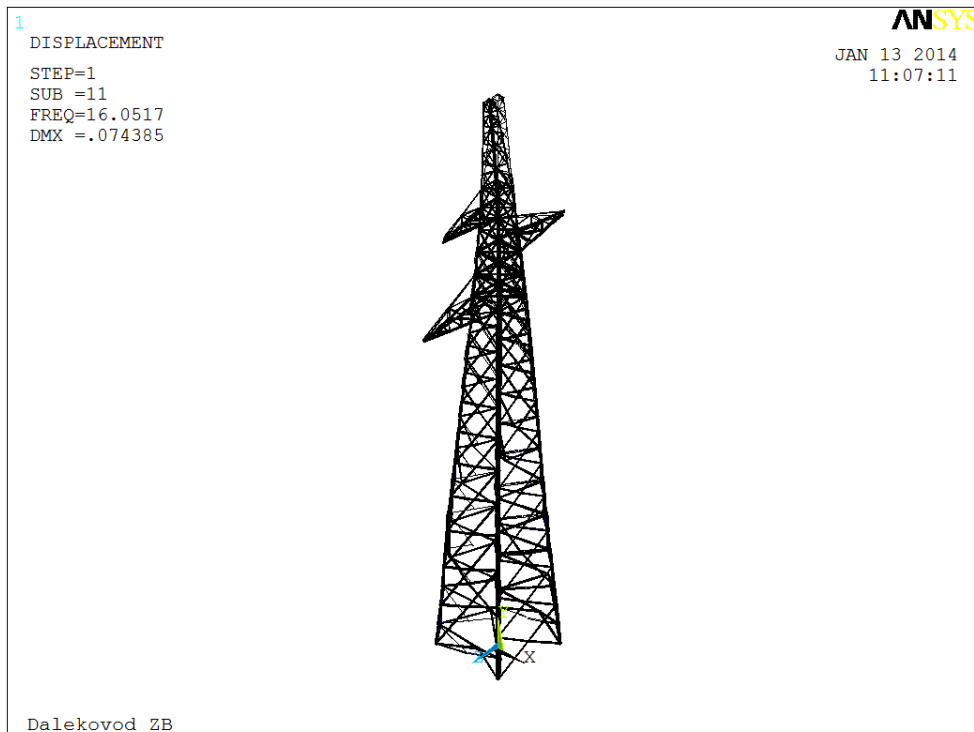 1
ANSYS
DISPLACEMENT
STEP=1
SUB =11
FREQ=16.0517
DMX =.074385
JAN 13 2014
11:07:11
Y
Z
X
Dalekovod ZB